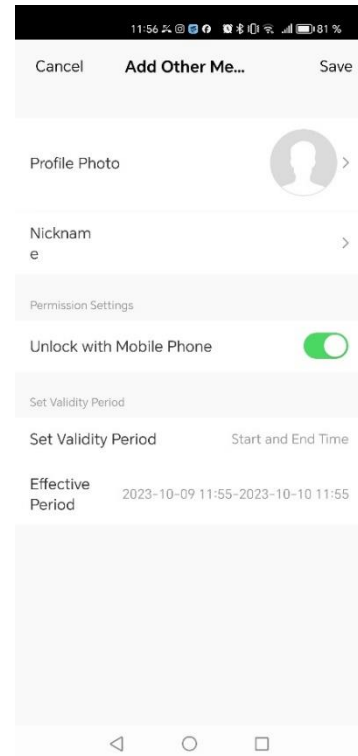 11:56 81 %
Cancel Add Other Me... Save
Profile Photo
Nicknam
e
Permission Settings
Unlock with Mobile Phone
Set Validity Period
Set Validity Period Start and End Time
Effective
Period 2023-10-09 11:55-2023-10-10 11:55